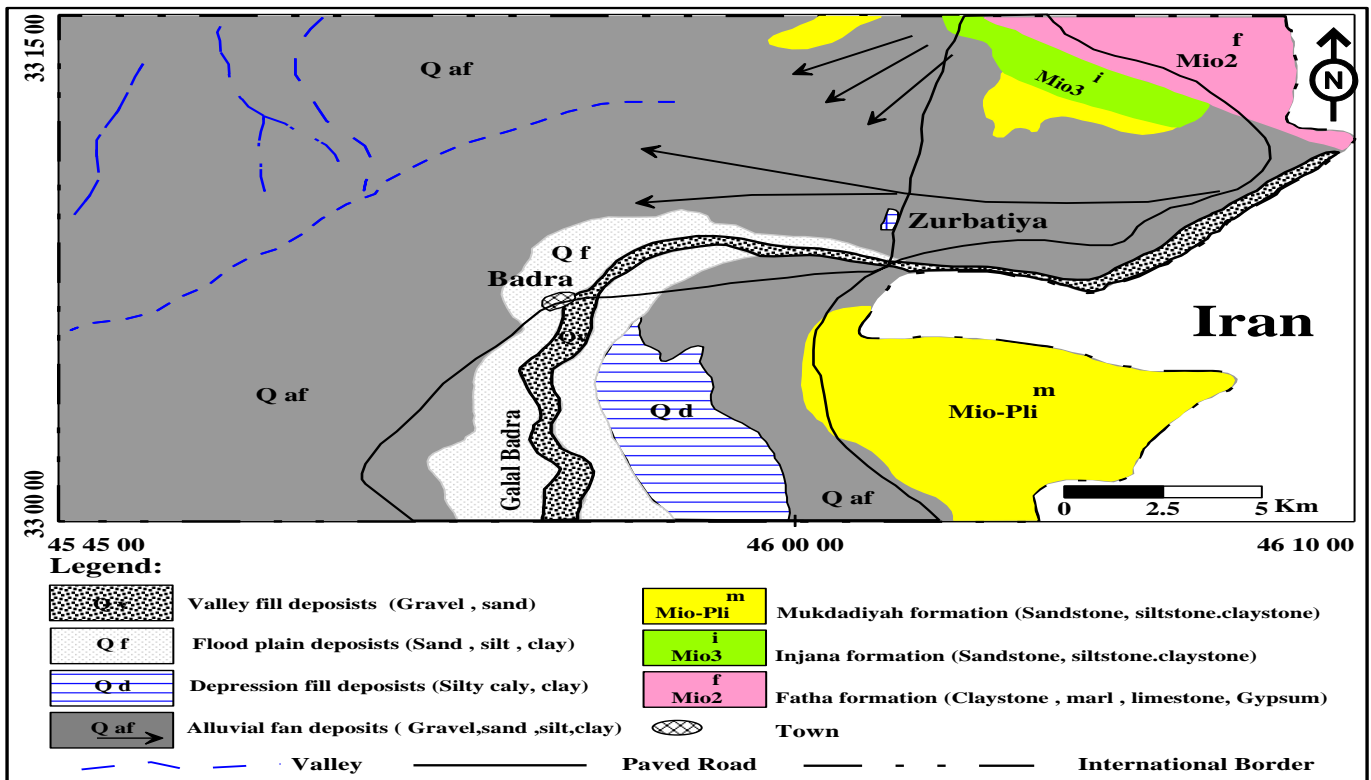 33 15 00
33 00 00
Q af
f
Mio2
i
Mio3
N
Zurbatiya
Q f
Badra
Iran
Qv
Q af
Q d
m
Mio-Pli
Galal Badra
Q af
0 2.5 5 Km
45 45 00
46 00 00
46 10 00
Legend:
Q v
Valley fill deposists (Gravel , sand)
Q f
Flood plain deposists (Sand , silt , clay)
Q d
Depression fill deposists (Silty caly, clay)
Q af
Alluvial fan deposits ( Gravel,sand ,silt,clay)
m
Mio-Pli
Mukdadiyah formation (Sandstone, siltstone.claystone)
i
Mio3
Injana formation (Sandstone, siltstone.claystone)
f
Mio2
Fatha formation (Claystone , marl , limestone, Gypsum)
Town
Valley
Paved Road
International Border